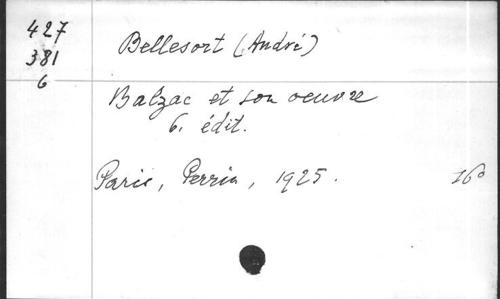 427
381
6
Bellesort (André)
Balzac et son oeuvre
6. édit.
Paris, Perrin, 1925.
16°